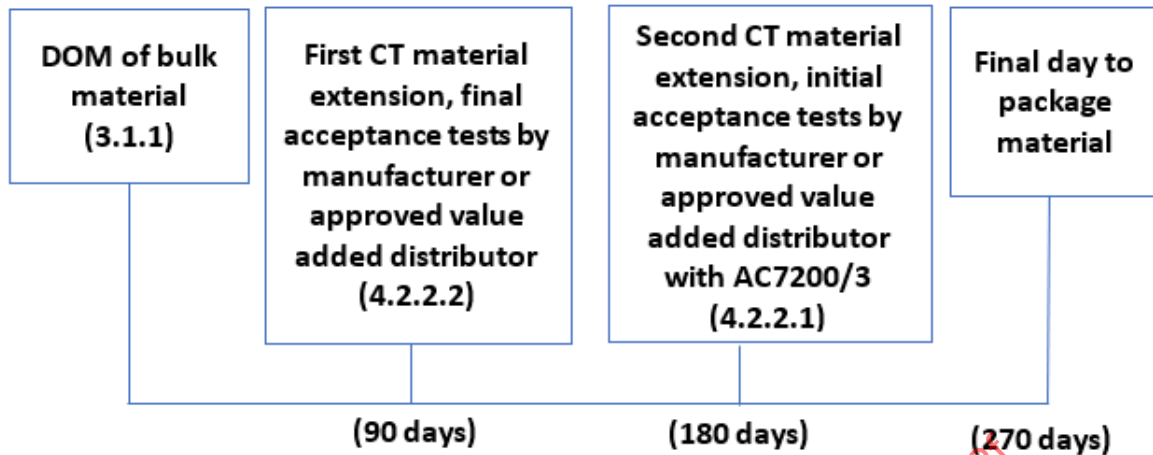 DOM of bulk
material
(3.1.1)
First CT material
extension, final
acceptance tests by
manufacturer or
approved value
added distributor
(4.2.2.2)
Second CT material
extension, initial
acceptance tests by
manufacturer or
approved value
added distributor
with AC7200/3
(4.2.2.1)
Final day to
package
material
(90 days)
(180 days)
(270 days)